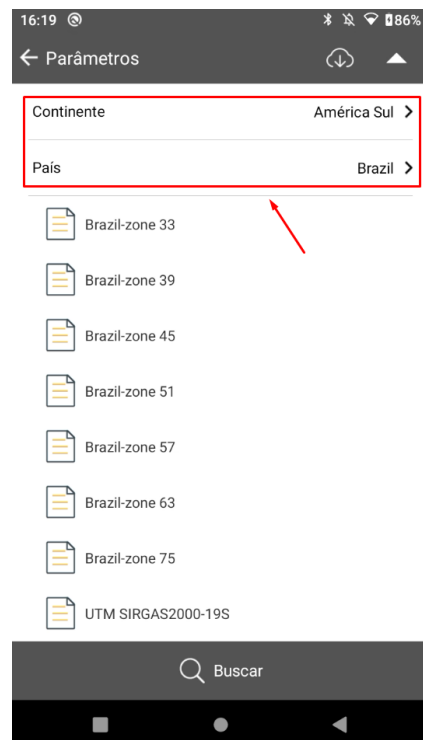 16:19 86%
Parâmetros
Continente América Sul
País Brazil
Brazil-zone 33
Brazil-zone 39
Brazil-zone 45
Brazil-zone 51
Brazil-zone 57
Brazil-zone 63
Brazil-zone 75
UTM SIRGAS2000-19S
Buscar